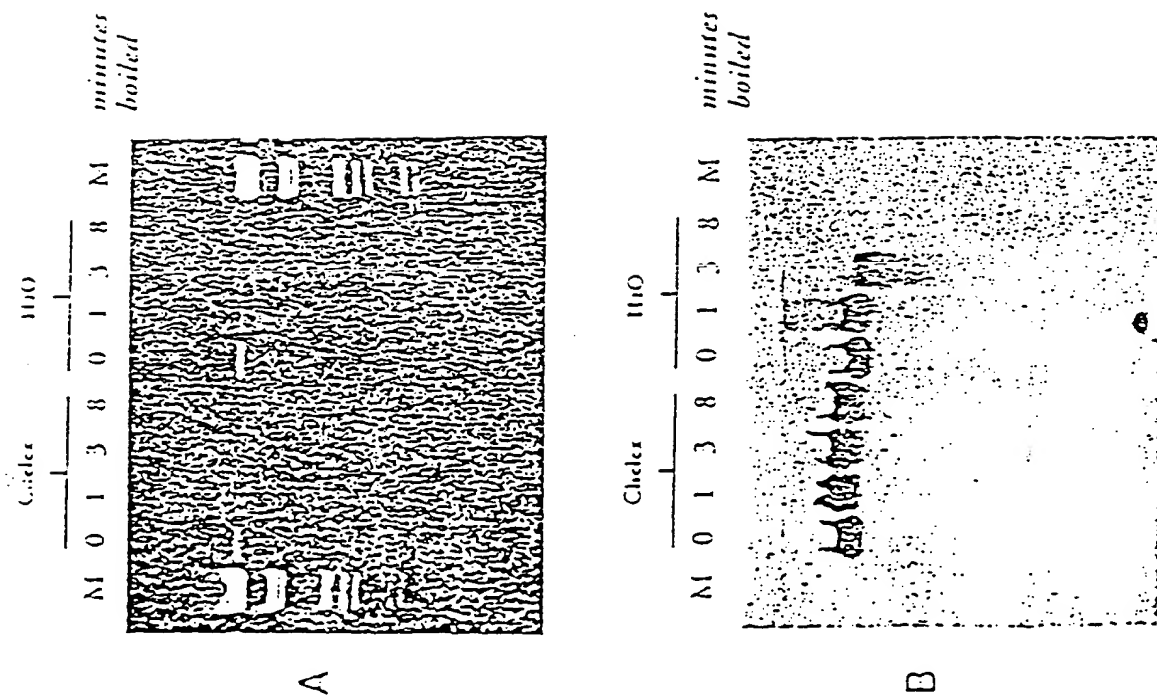 Chelex H2O
M 0 1 3 8 0 1 3 8 M minutes
boiled
A
Chelex H2O
M 0 1 3 8 0 1 3 8 M minutes
boiled
B